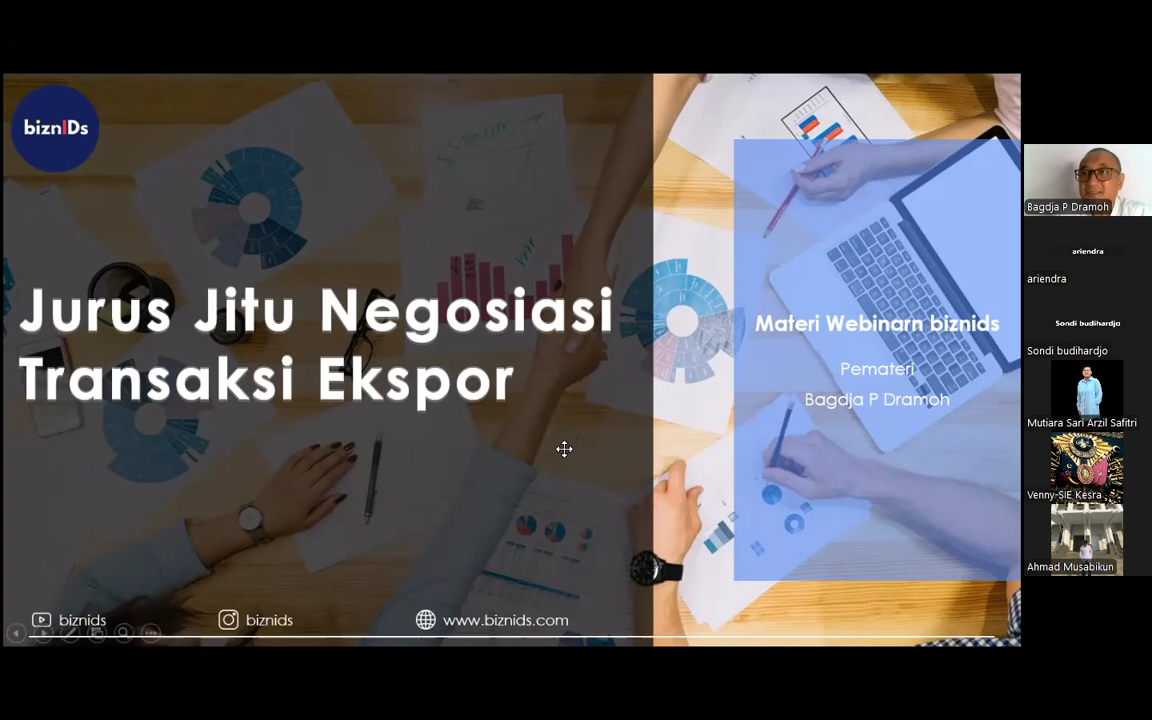 biznIDs
Jurus Jitu Negosiasi
Transaksi Ekspor
Materi Webinarn biznids
Pemateri
Bagdja P Dramoh
biznids
biznids
www.biznids.com
Bagdja P Dramoh
ariendra
ariendra
Sondi budihardjo
Sondi budihardjo
Mutiara Sari Arzil Safitri
Venny-SIE Kesra
Ahmad Musabikun